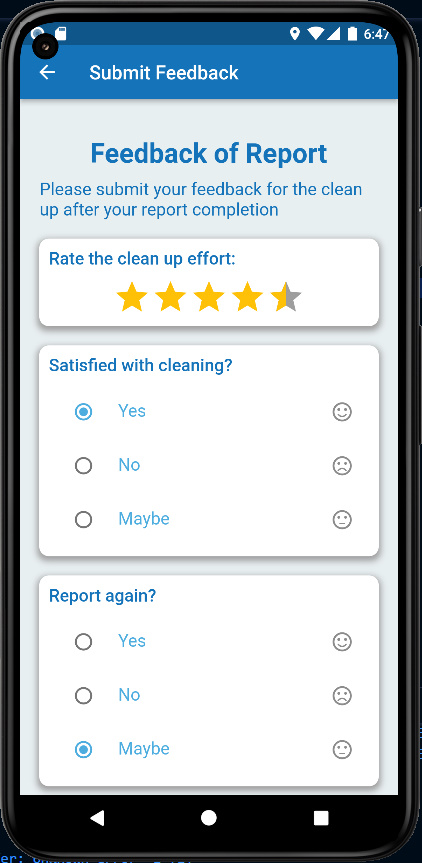 6:47
Submit Feedback
Feedback of Report
Please submit your feedback for the clean
up after your report completion
Rate the clean up effort:
Satisfied with cleaning?
Yes
No
Maybe
Report again?
Yes
No
Maybe